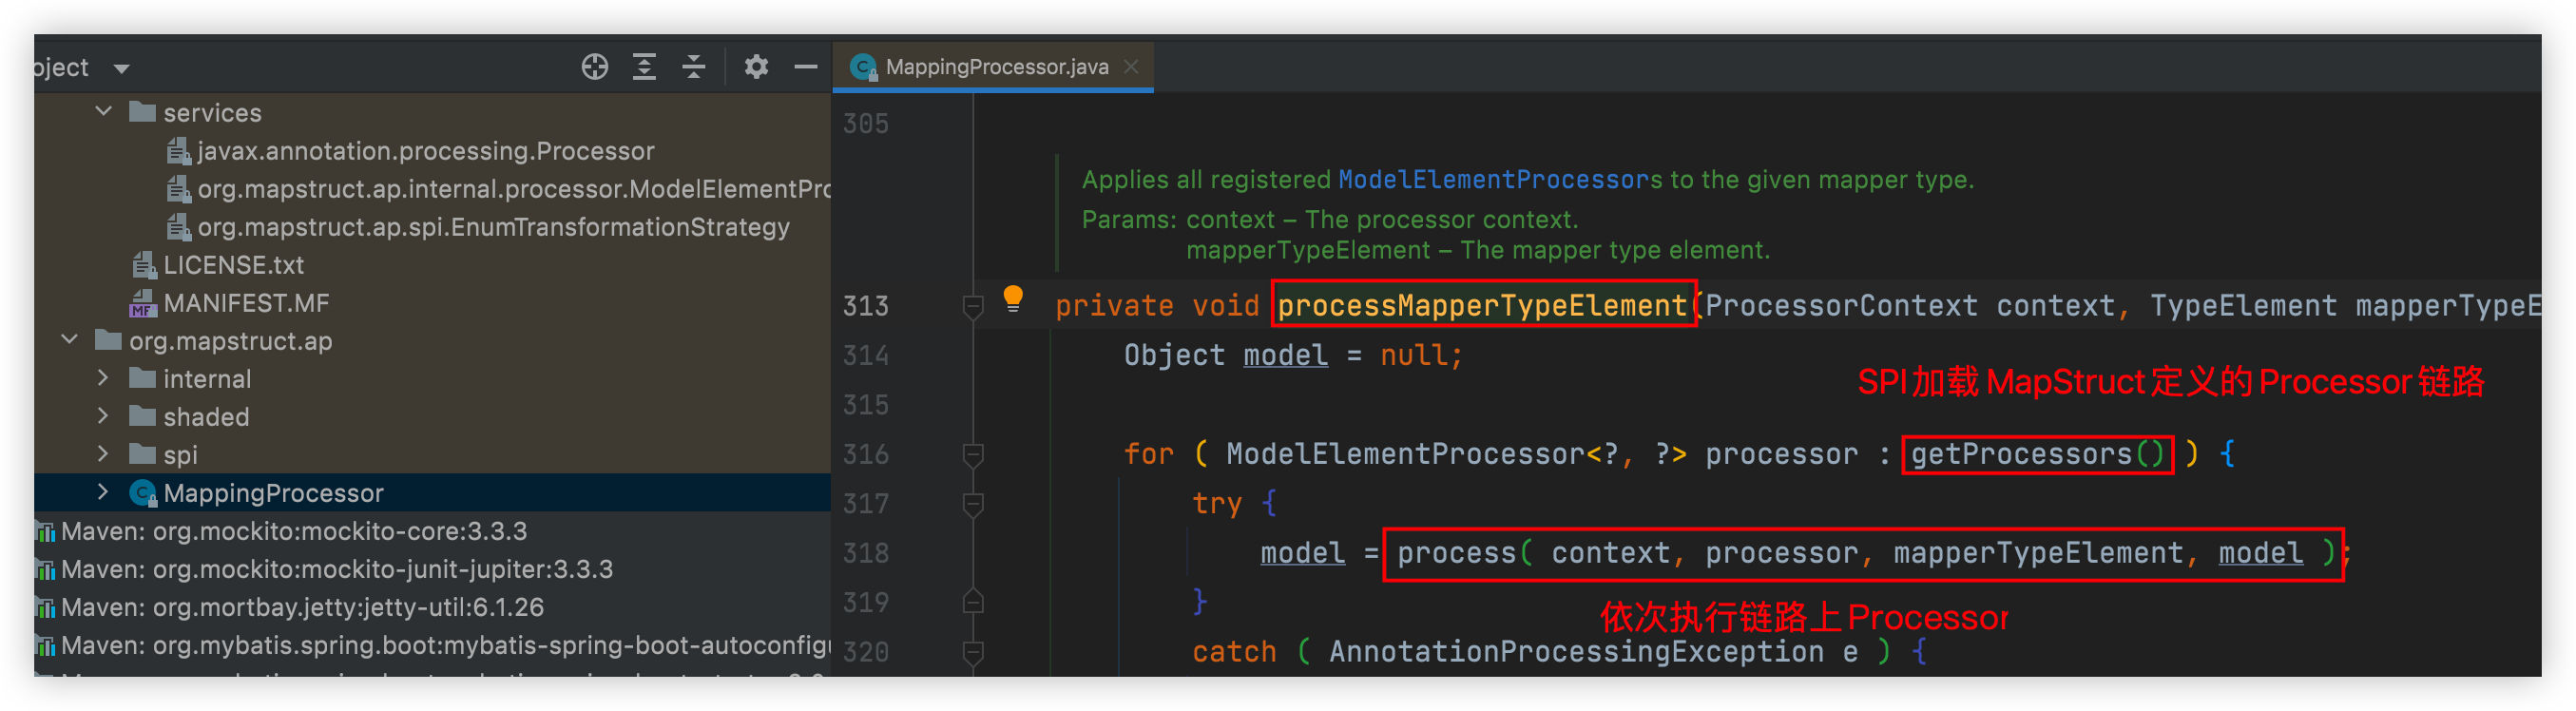 oject
services
javax.annotation.processing.Processor
org.mapstruct.ap.internal.processor.ModelElementPro
org.mapstruct.ap.spi.EnumTransformationStrategy
LICENSE.txt
MANIFEST.MF
org.mapstruct.ap
internal
shaded
spi
MappingProcessor
Maven: org.mockito:mockito-core:3.3.3
Maven: org.mockito:mockito-junit-jupiter:3.3.3
Maven: org.mortbay.jetty:jetty-util:6.1.26
Maven: org.mybatis.spring.boot:mybatis-spring-boot-autoconfigu
MappingProcessor.java
305
Applies all registered ModelElementProcessors to the given mapper type.
Params: context – The processor context.
mapperTypeElement – The mapper type element.
313 private void processMapperTypeElement(ProcessorContext context, TypeElement mapperTypeE
314 Object model = null;
SPI加载 MapStruct定义的Processor链路
315
316 for ( ModelElementProcessor<?, ?> processor : getProcessors() ) {
317 try {
318 model = process( context, processor, mapperTypeElement, model );
319 }
依次执行链路上Processor
320 catch ( AnnotationProcessingException e ) {